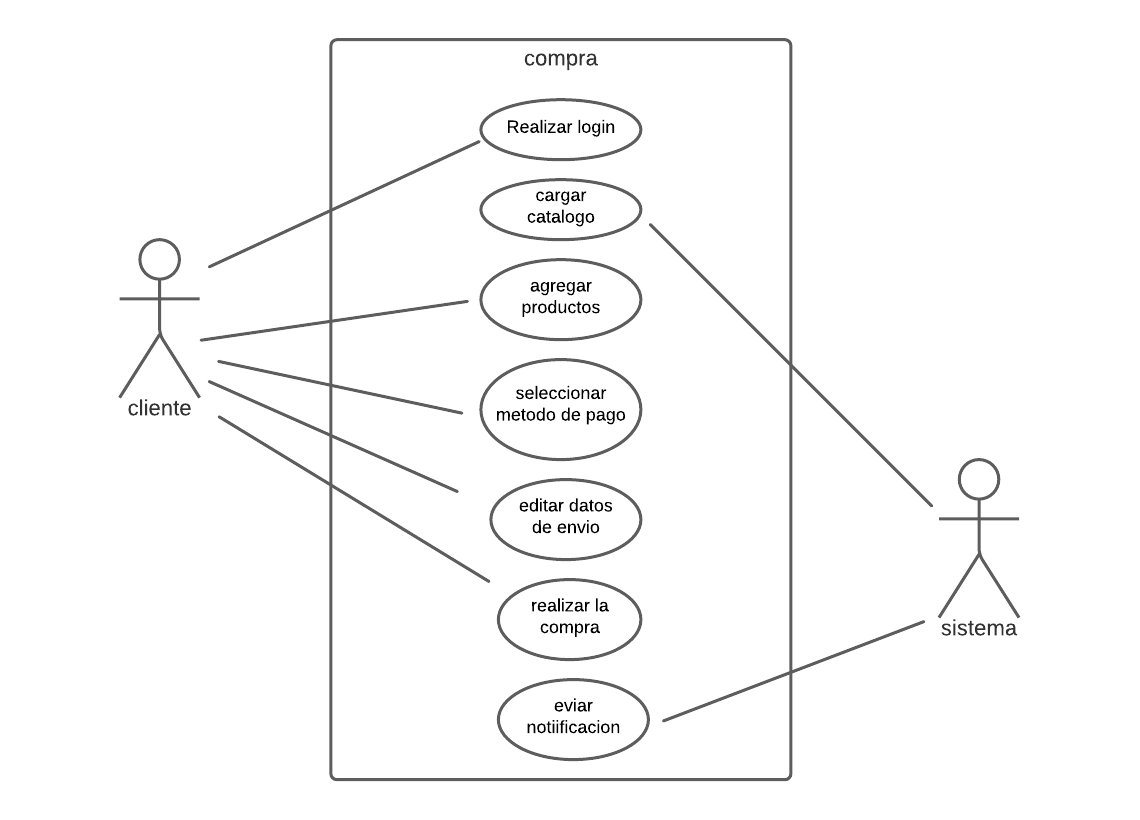 compra
Realizar login
cargar
catalogo
agregar
productos
seleccionar
metodo de pago
editar datos
de envio
realizar la
compra
eviar
notiificacion
cliente
sistema